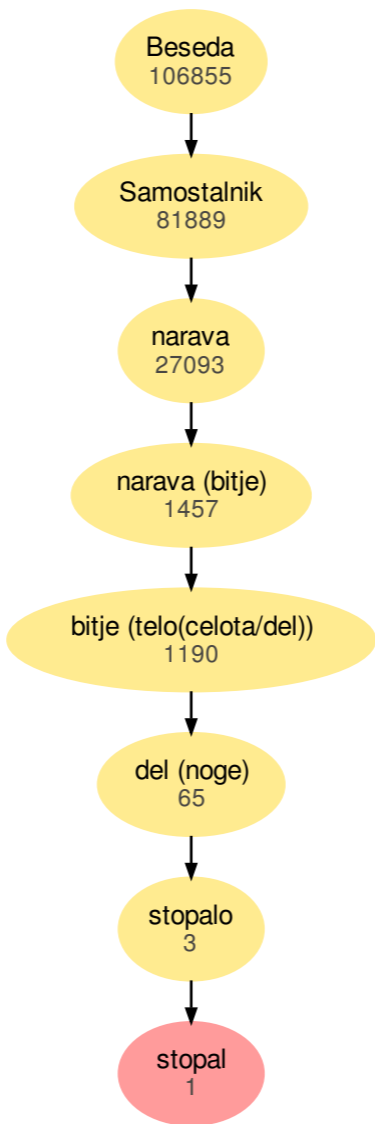 Beseda
106855
Samostalnik
81889
narava
27093
narava (bitje)
1457
bitje (telo(celota/del))
1190
del (noge)
65
stopalo
3
stopal
1